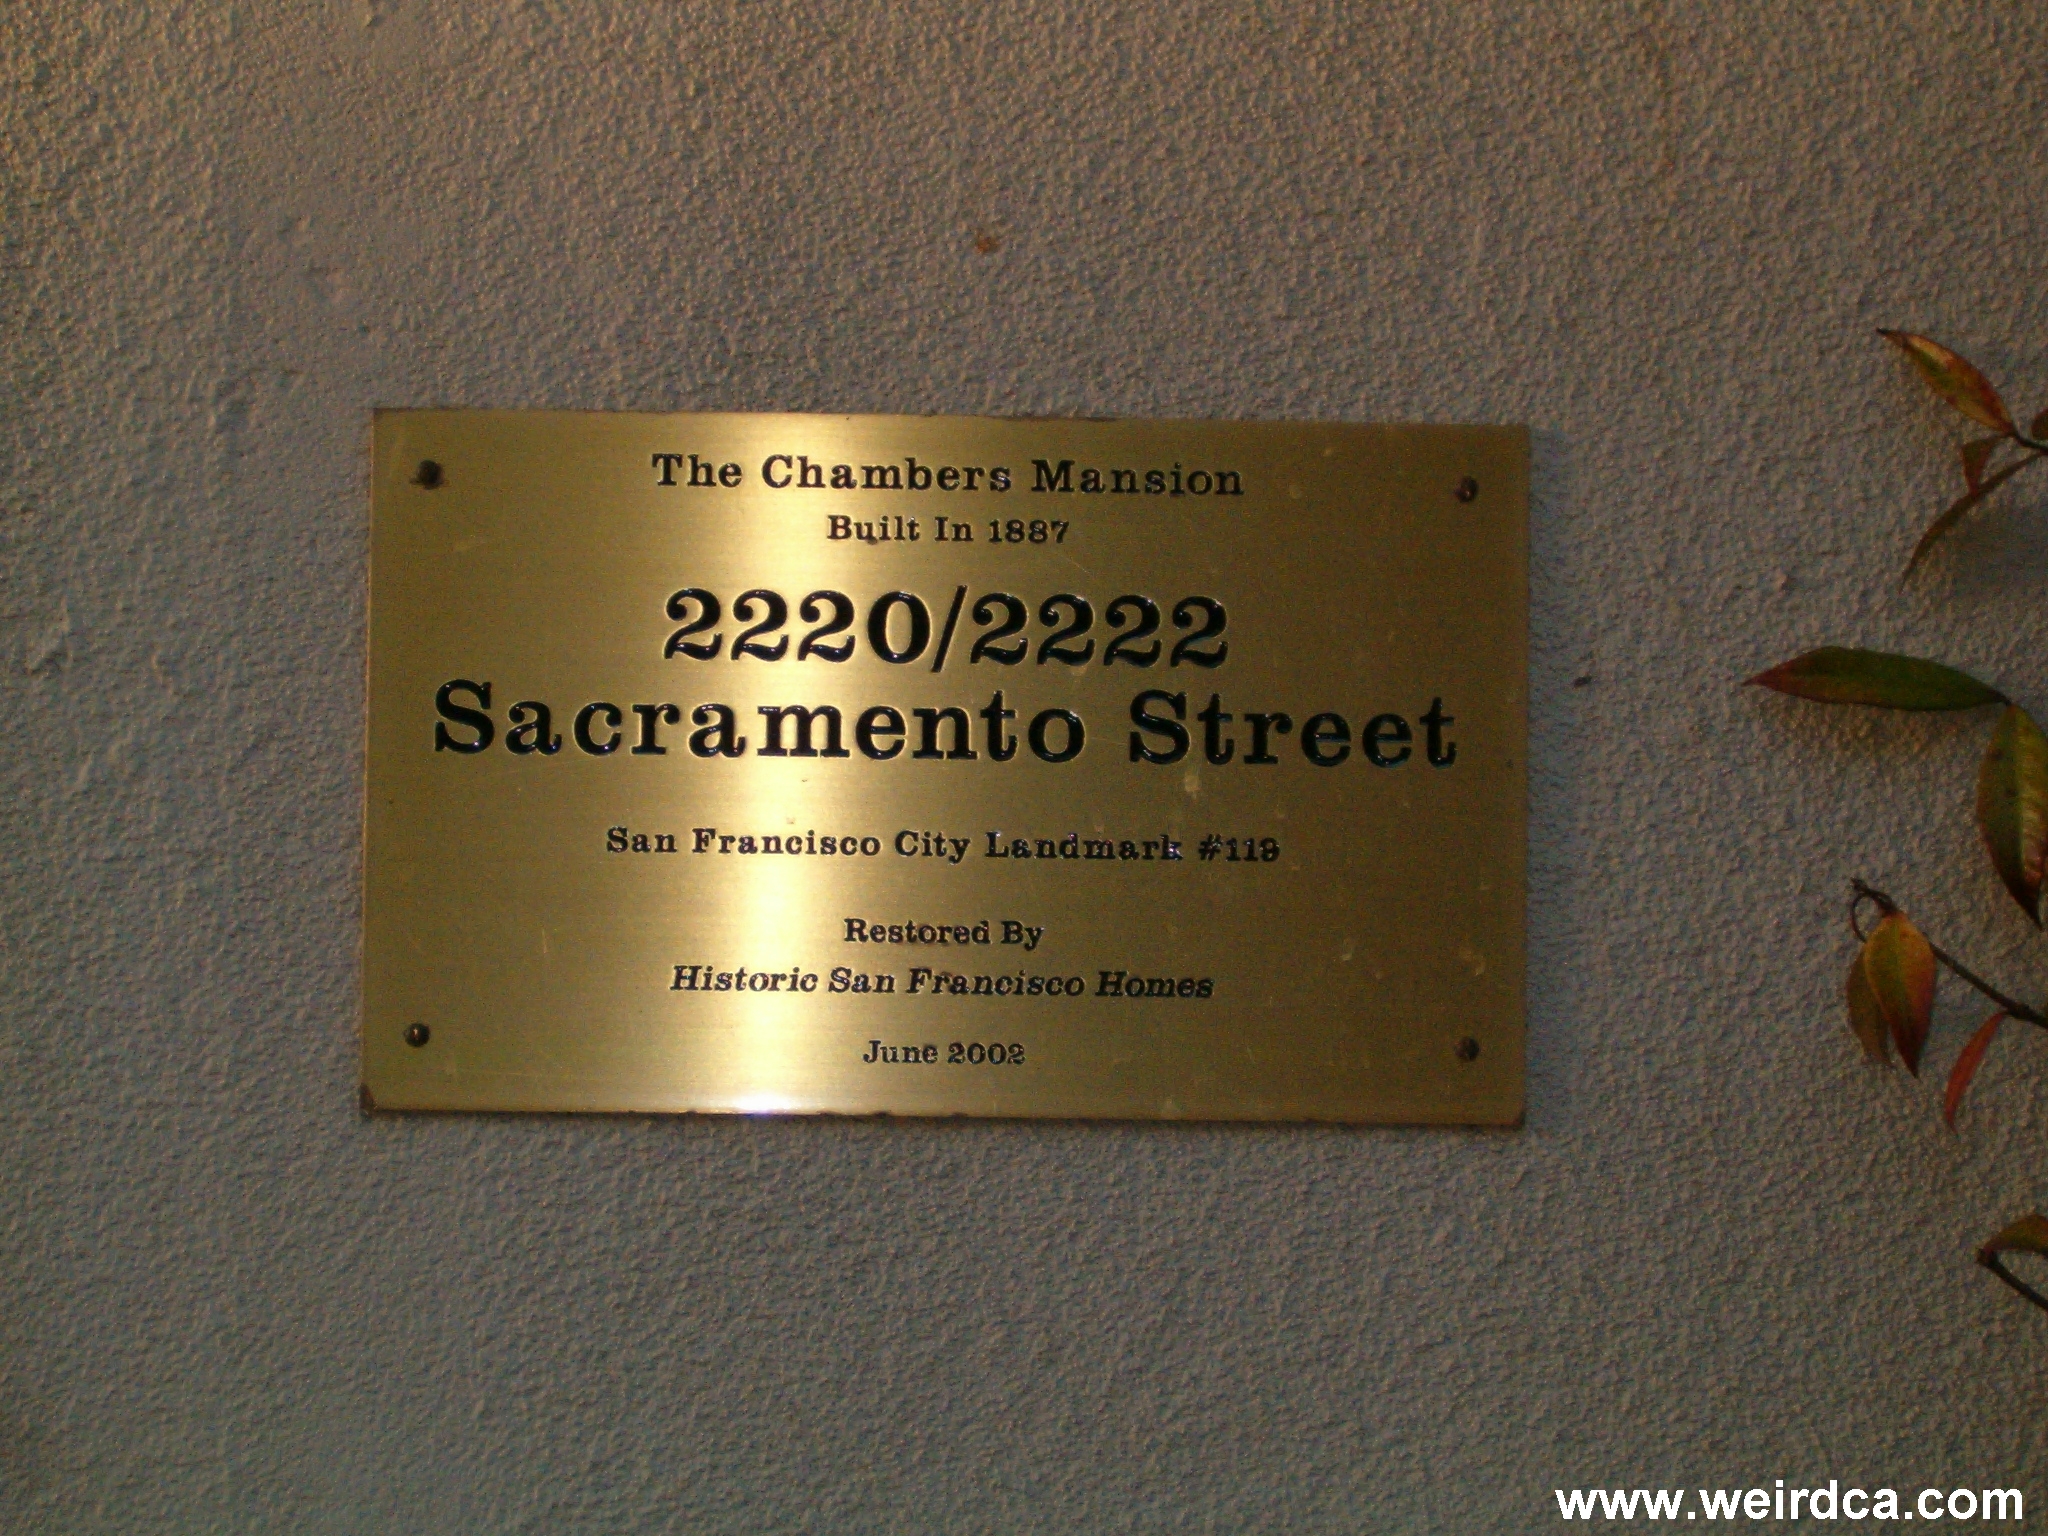 The Chambers Mansion
Built In 1887
2220/2222
Sacramento Street
San Francisco City Landmark #119
Restored By
Historic San Francisco Homes
June 2002
www.weirdca.com